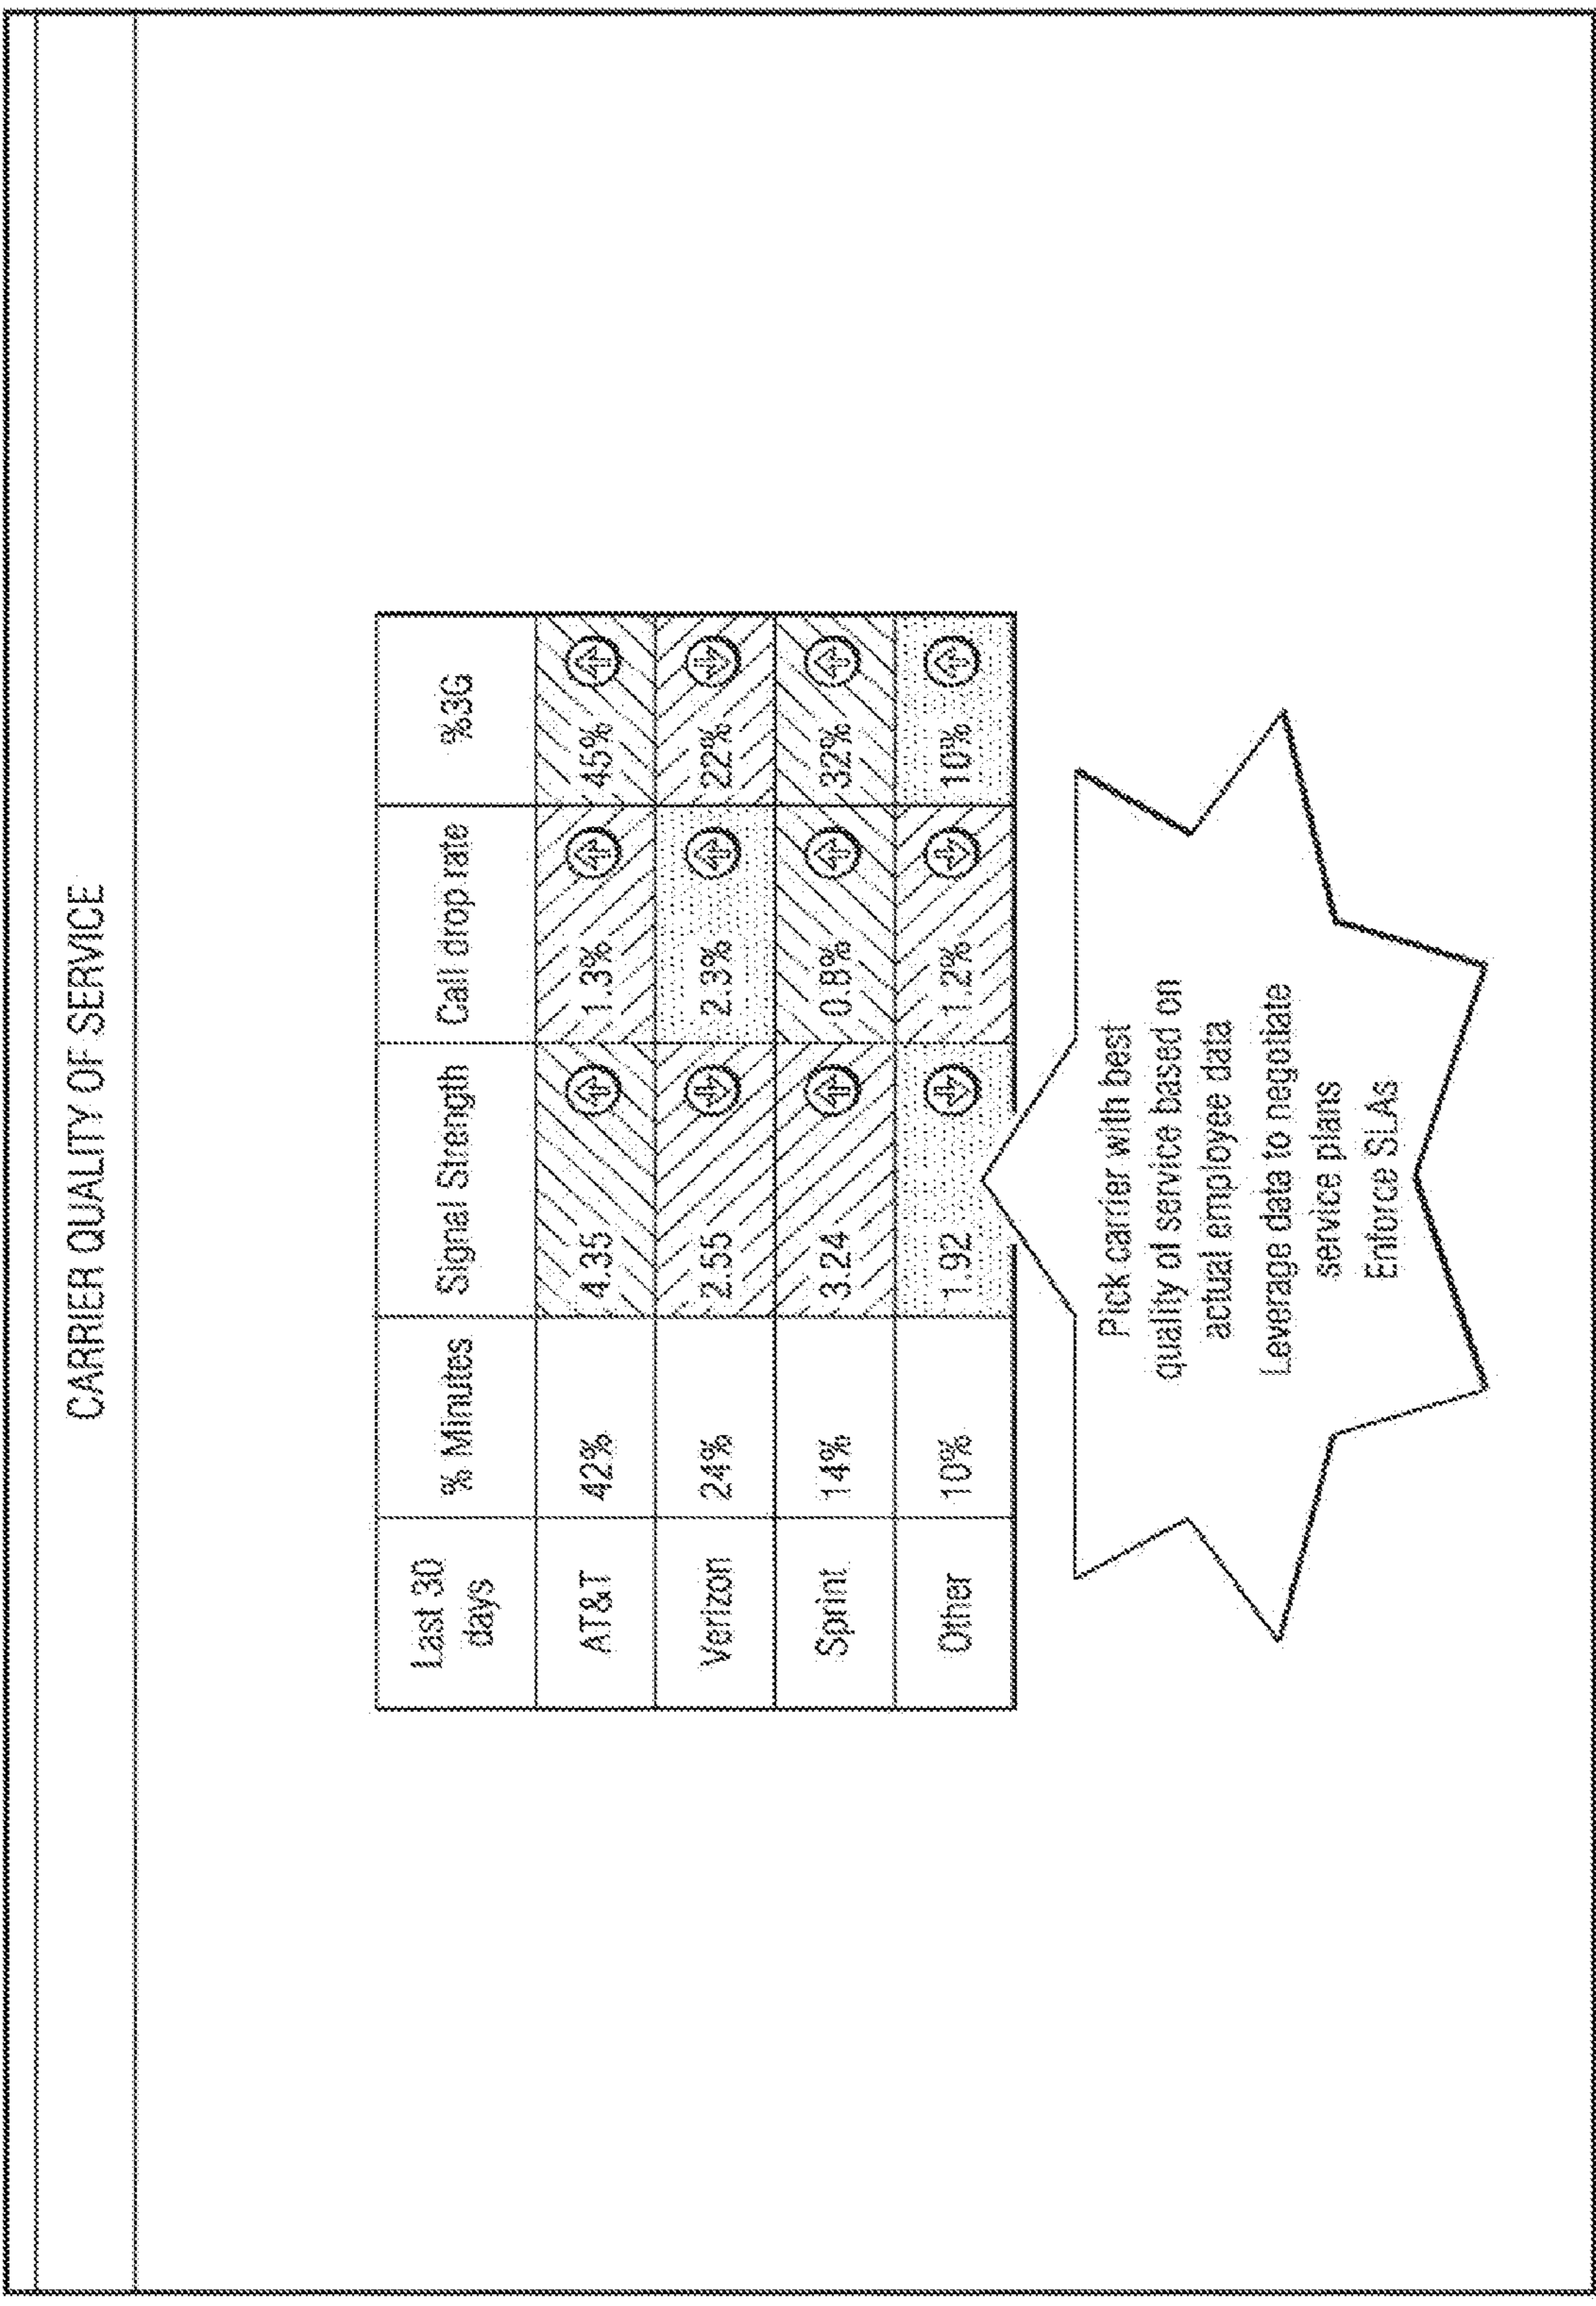 CARRIER QUALITY OF SERVICE
Last 30
days
% Minutes
Signal Strength
Call drop rate
%3G
AT&T 42% 4.35 1.3% 45%
Verizon 24% 2.55 2.3% 22%
Sprint 14% 3.24 0.8% 32%
Other 10% 1.92 1.2% 10%
Pick carrier with best
quality of service based on
actual employee data
Leverage data to negotiate
service plans
Enforce SLAs